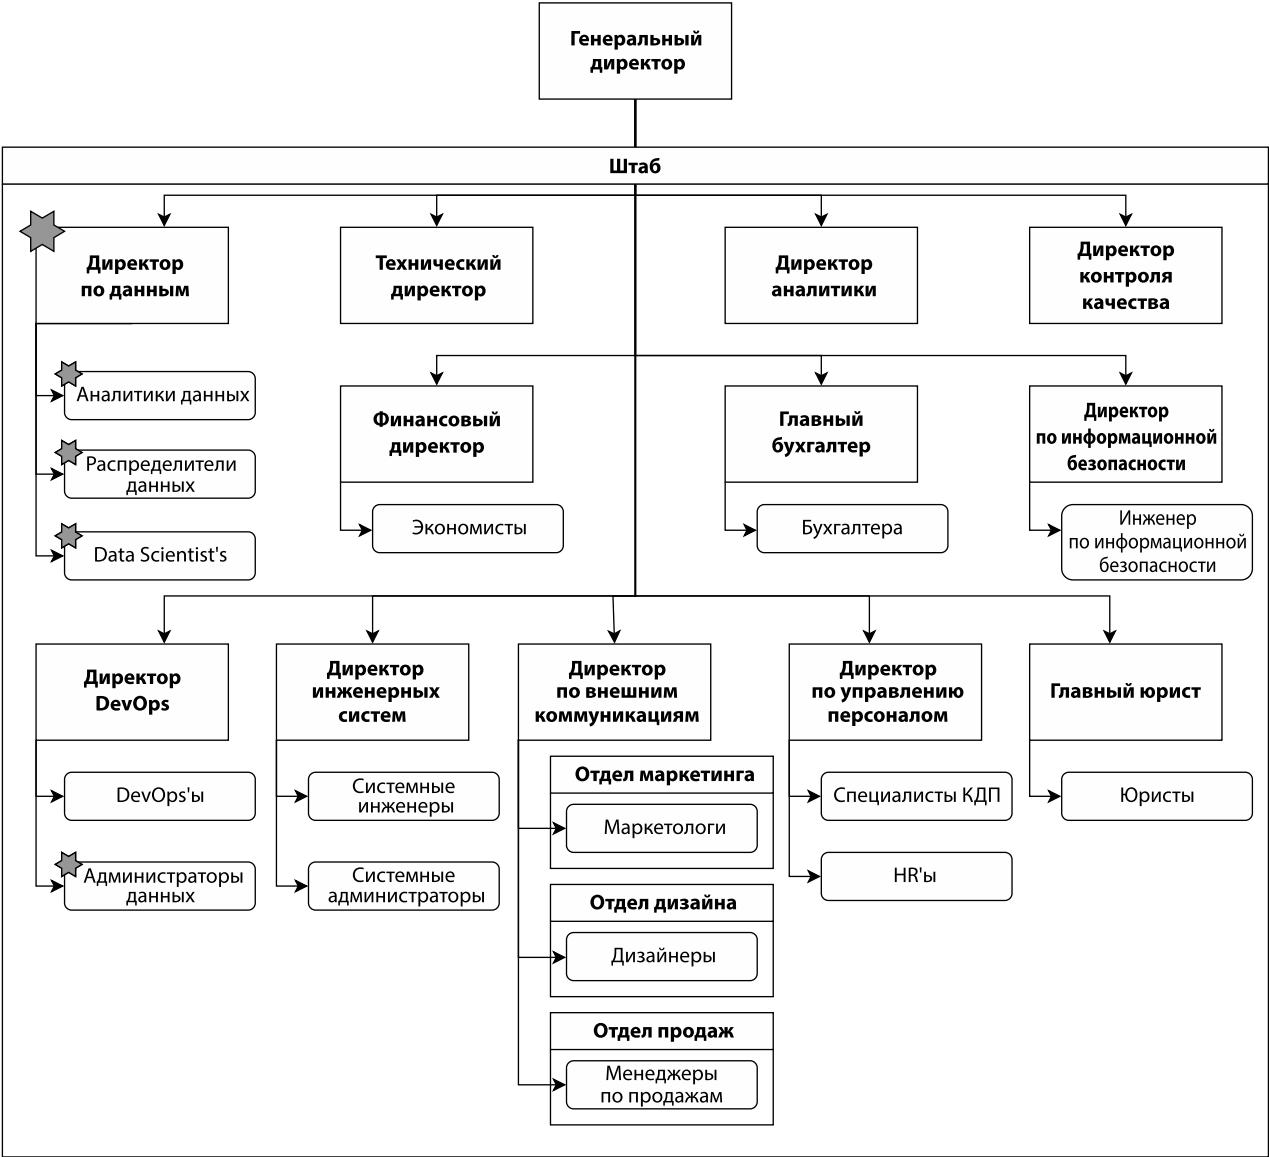 Генеральный
директор
Штаб
Директор
по данным
Технический
директор
Директор
аналитики
Директор
контроля
качества
Аналитики данных
Распределители
данных
Data Scientist's
Финансовый
директор
Экономисты
Главный
бухгалтер
Бухгалтера
Директор
по информационной
безопасности
Инженер
по информационной
безопасности
Директор
DevOps
DevOps'ы
Администраторы
данных
Директор
инженерных
систем
Системные
инженеры
Системные
администраторы
Директор
по внешним
коммуникациям
Отдел маркетинга
Маркетологи
Отдел дизайна
Дизайнеры
Отдел продаж
Менеджеры
по продажам
Директор
по управлению
персоналом
Специалисты КДП
HR'ы
Главный юрист
Юристы